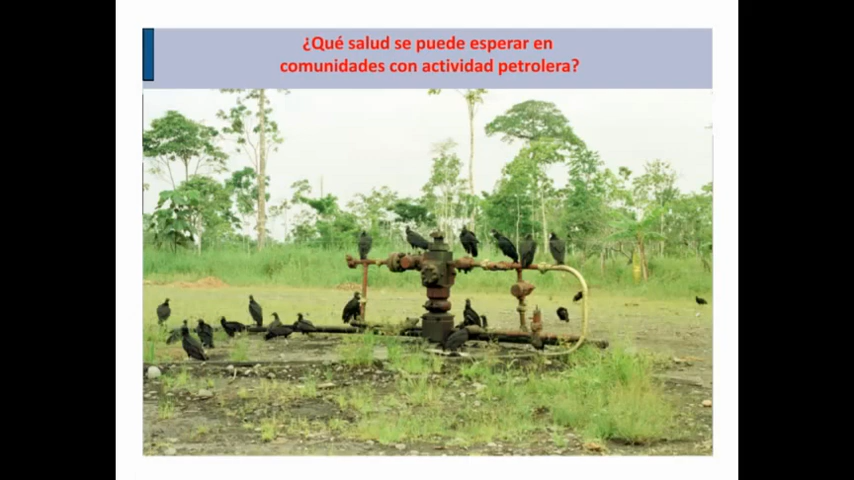 ¿Qué salud se puede esperar en
comunidades con actividad petrolera?